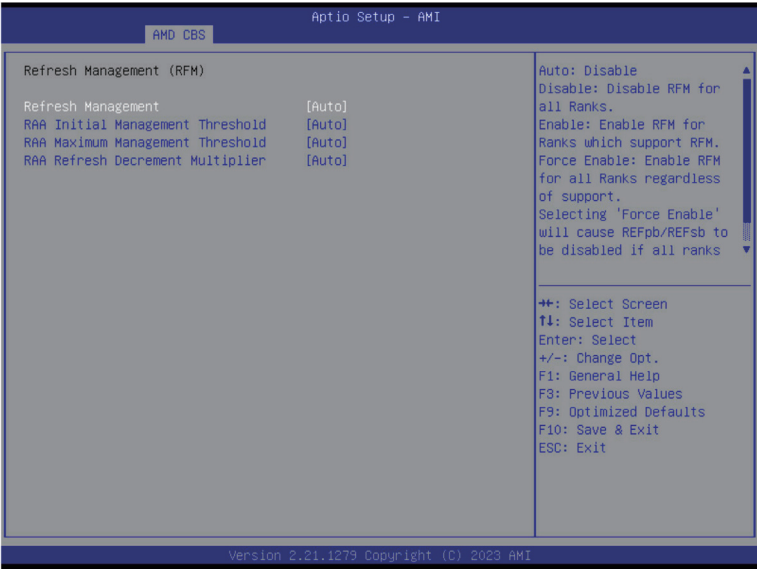 Aptio Setup - AMI
AMD CBS
Refresh Management (RFM)
Refresh Management [Auto]
RAA Initial Management Threshold [Auto]
RAA Maximum Management Threshold [Auto]
RAA Refresh Decrement Multiplier [Auto]
Auto: Disable
Disable: Disable RFM for
all Ranks.
Enable: Enable RFM for
Ranks which support RFM.
Force Enable: Enable RFM
for all Ranks regardless
of support.
Selecting 'Force Enable'
will cause REFpb/REFsb to
be disabled if all ranks
→←: Select Screen
↑↓: Select Item
Enter: Select
+/-: Change Opt.
F1: General Help
F3: Previous Values
F9: Optimized Defaults
F10: Save & Exit
ESC: Exit
Version 2.21.1279 Copyright (C) 2023 AMI